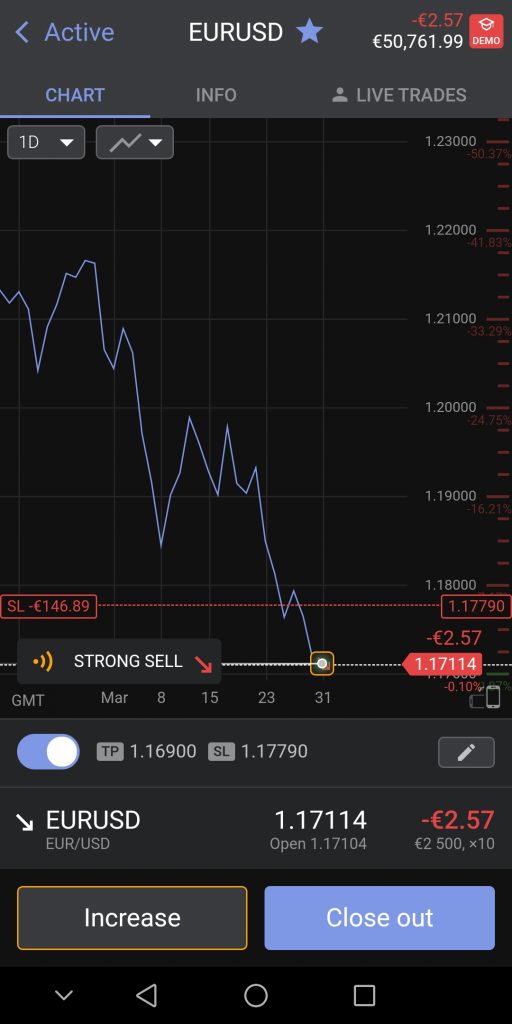 Active
EURUSD
-€2.57
€50,761.99
DEMO
CHART
INFO
LIVE TRADES
1D
1.23000
-50.37%
1.22000
-41.83%
1.21000
-33.29%
1.20000
-24.75%
1.19000
-16.21%
1.18000
SL -€146.89
1.17790
-€2.57
STRONG SELL
1.17114
-0.10%
GMT
Mar
8
15
23
31
TP 1.16900 SL 1.17790
EURUSD
1.17114
-€2.57
EUR/USD
Open 1.17104
€2 500, ×10
Increase
Close out